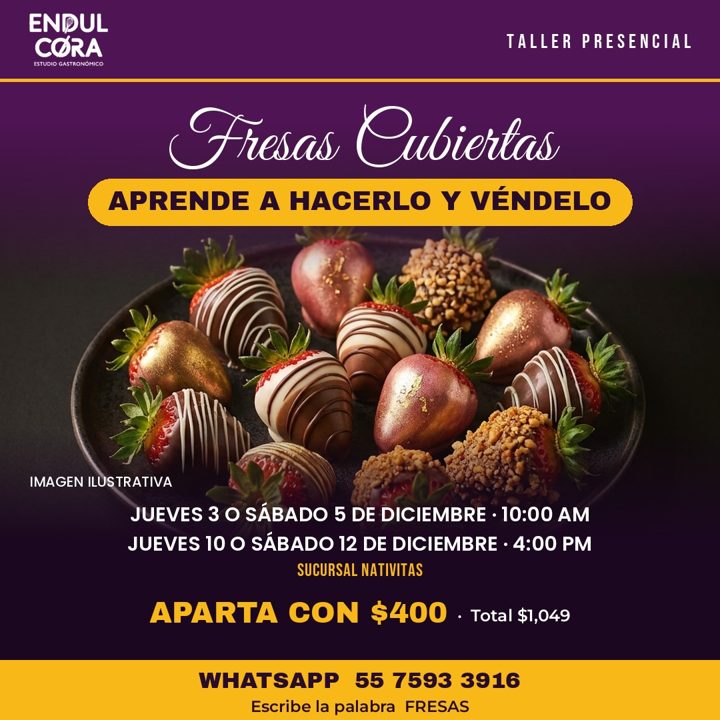 ENDUL
CØRA
ESTUDIO GASTRONÓMICO
TALLER PRESENCIAL
Fresas Cubiertas
APRENDE A HACERLO Y VÉNDELO
IMAGEN ILUSTRATIVA
JUEVES 3 O SÁBADO 5 DE DICIEMBRE · 10:00 AM
JUEVES 10 O SÁBADO 12 DE DICIEMBRE · 4:00 PM
SUCURSAL NATIVITAS
APARTA CON $400 · Total $1,049
WHATSAPP 55 7593 3916
Escribe la palabra FRESAS